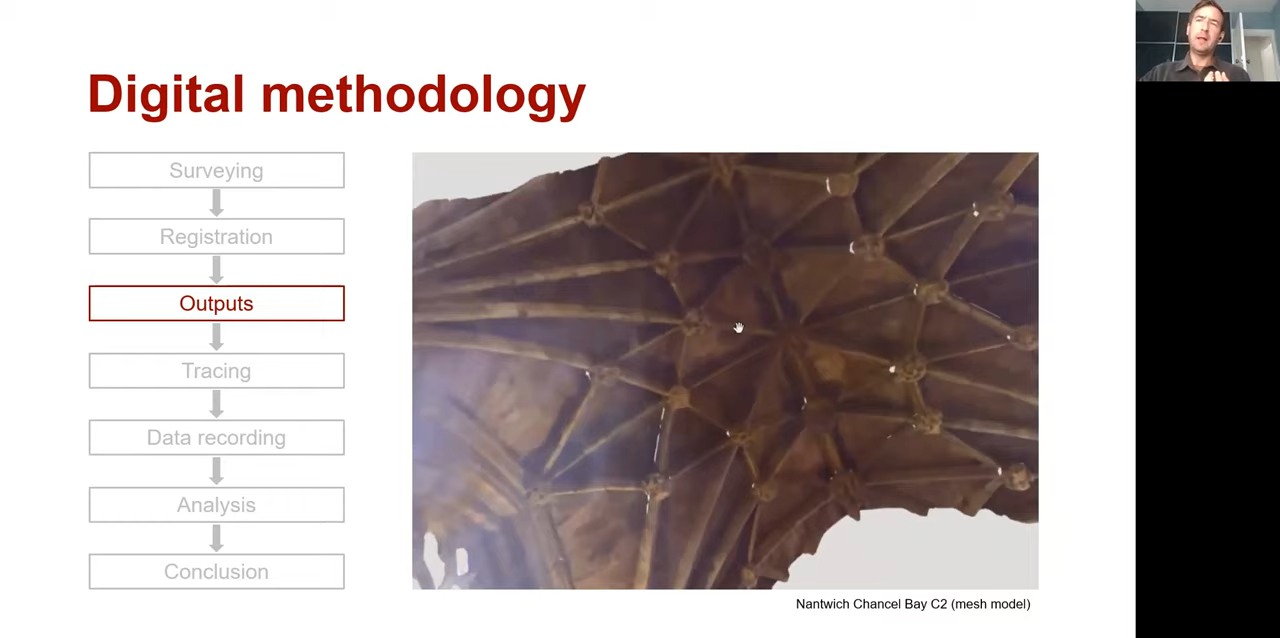 Digital methodology
Surveying
Registration
Outputs
Tracing
Data recording
Analysis
Conclusion
Nantwich Chancel Bay C2 (mesh model)